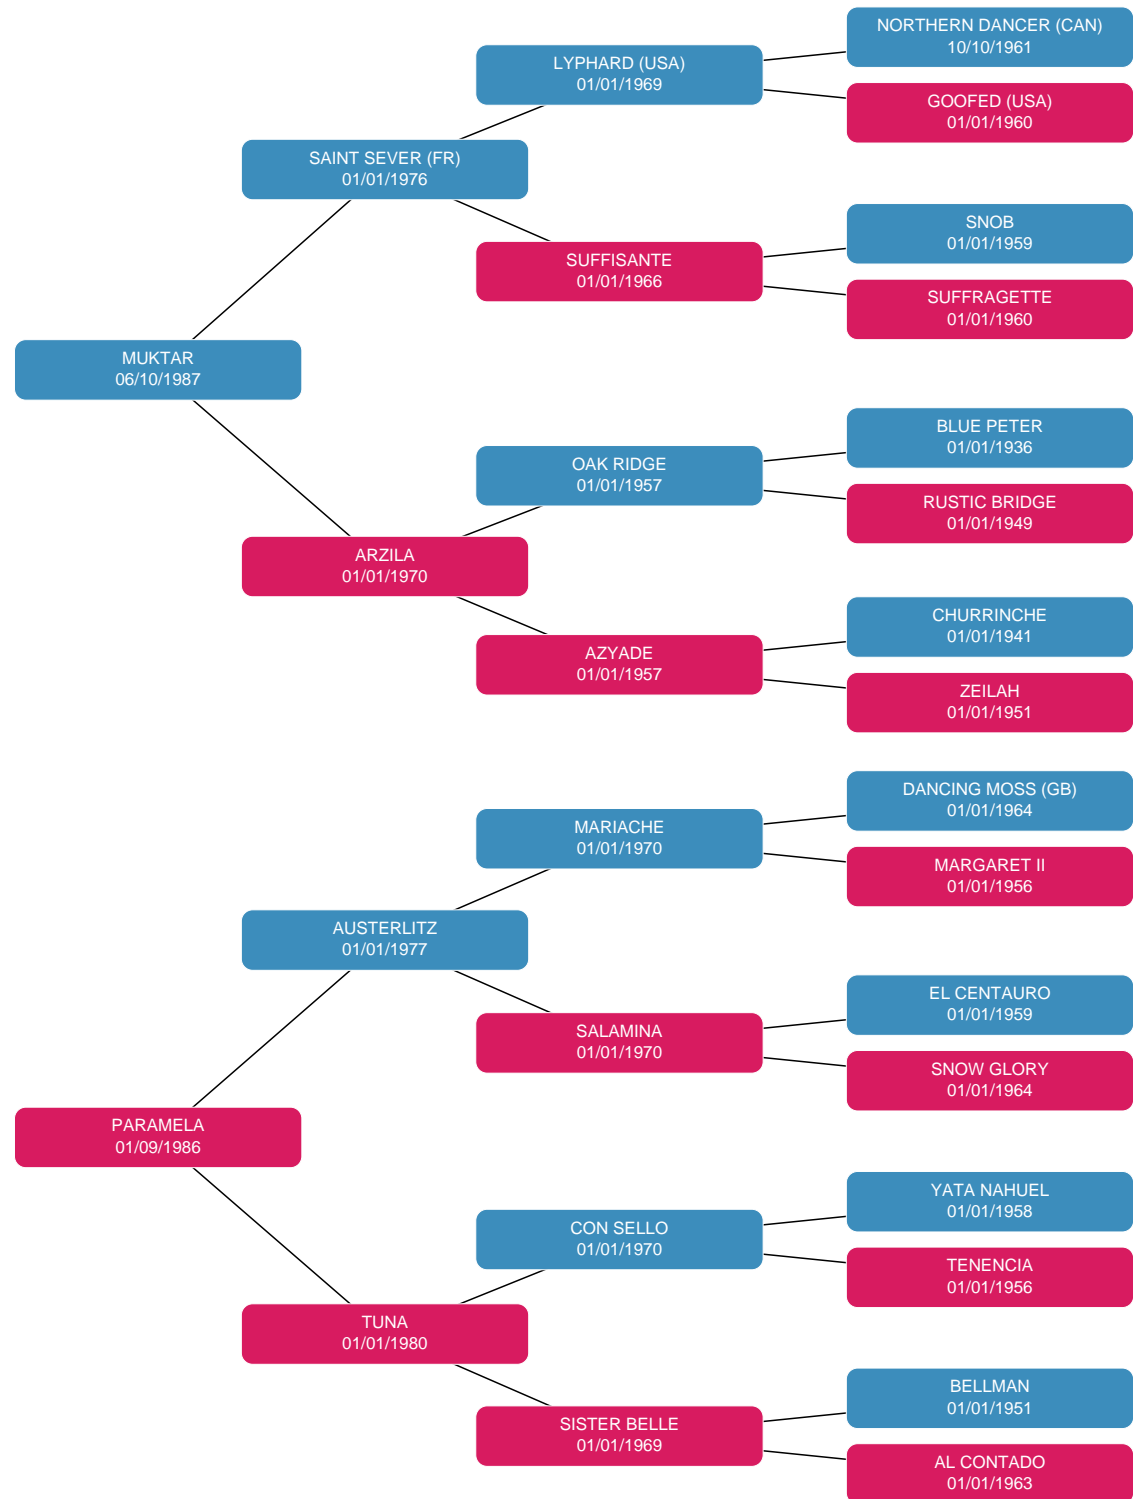 NORTHERN DANCER (CAN)
10/10/1961
LYPHARD (USA)
01/01/1969
GOOFED (USA)
01/01/1960
SAINT SEVER (FR)
01/01/1976
SNOB
01/01/1959
SUFFISANTE
01/01/1966
SUFFRAGETTE
01/01/1960
MUKTAR
06/10/1987
BLUE PETER
01/01/1936
OAK RIDGE
01/01/1957
RUSTIC BRIDGE
01/01/1949
ARZILA
01/01/1970
CHURRINCHE
01/01/1941
AZYADE
01/01/1957
ZEILAH
01/01/1951
DANCING MOSS (GB)
01/01/1964
MARIACHE
01/01/1970
MARGARET II
01/01/1956
AUSTERLITZ
01/01/1977
EL CENTAURO
01/01/1959
SALAMINA
01/01/1970
SNOW GLORY
01/01/1964
PARAMELA
01/09/1986
YATA NAHUEL
01/01/1958
CON SELLO
01/01/1970
TENENCIA
01/01/1956
TUNA
01/01/1980
BELLMAN
01/01/1951
SISTER BELLE
01/01/1969
AL CONTADO
01/01/1963